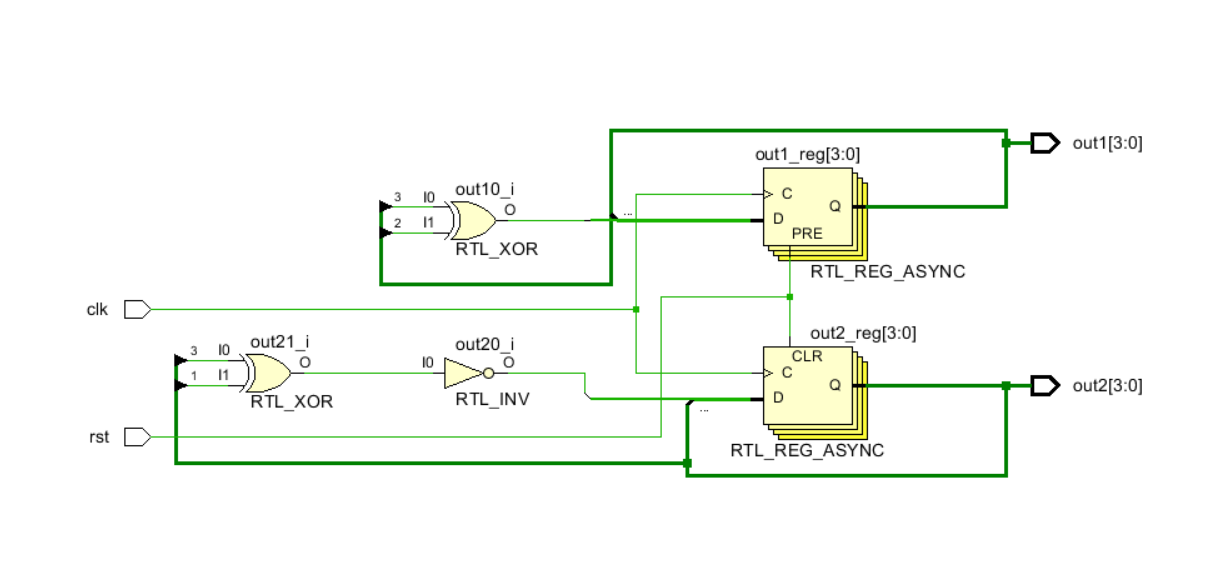 out1[3:0]
out1_reg[3:0]
out10_i
3 I0
O
C
Q
2 I1
...
D
RTL_XOR
PRE
RTL_REG_ASYNC
clk
out2_reg[3:0]
out21_i
out20_i
3 I0
O
I0
O
CLR
C
Q
out2[3:0]
1 I1
RTL_XOR
RTL_INV
D
...
rst
RTL_REG_ASYNC